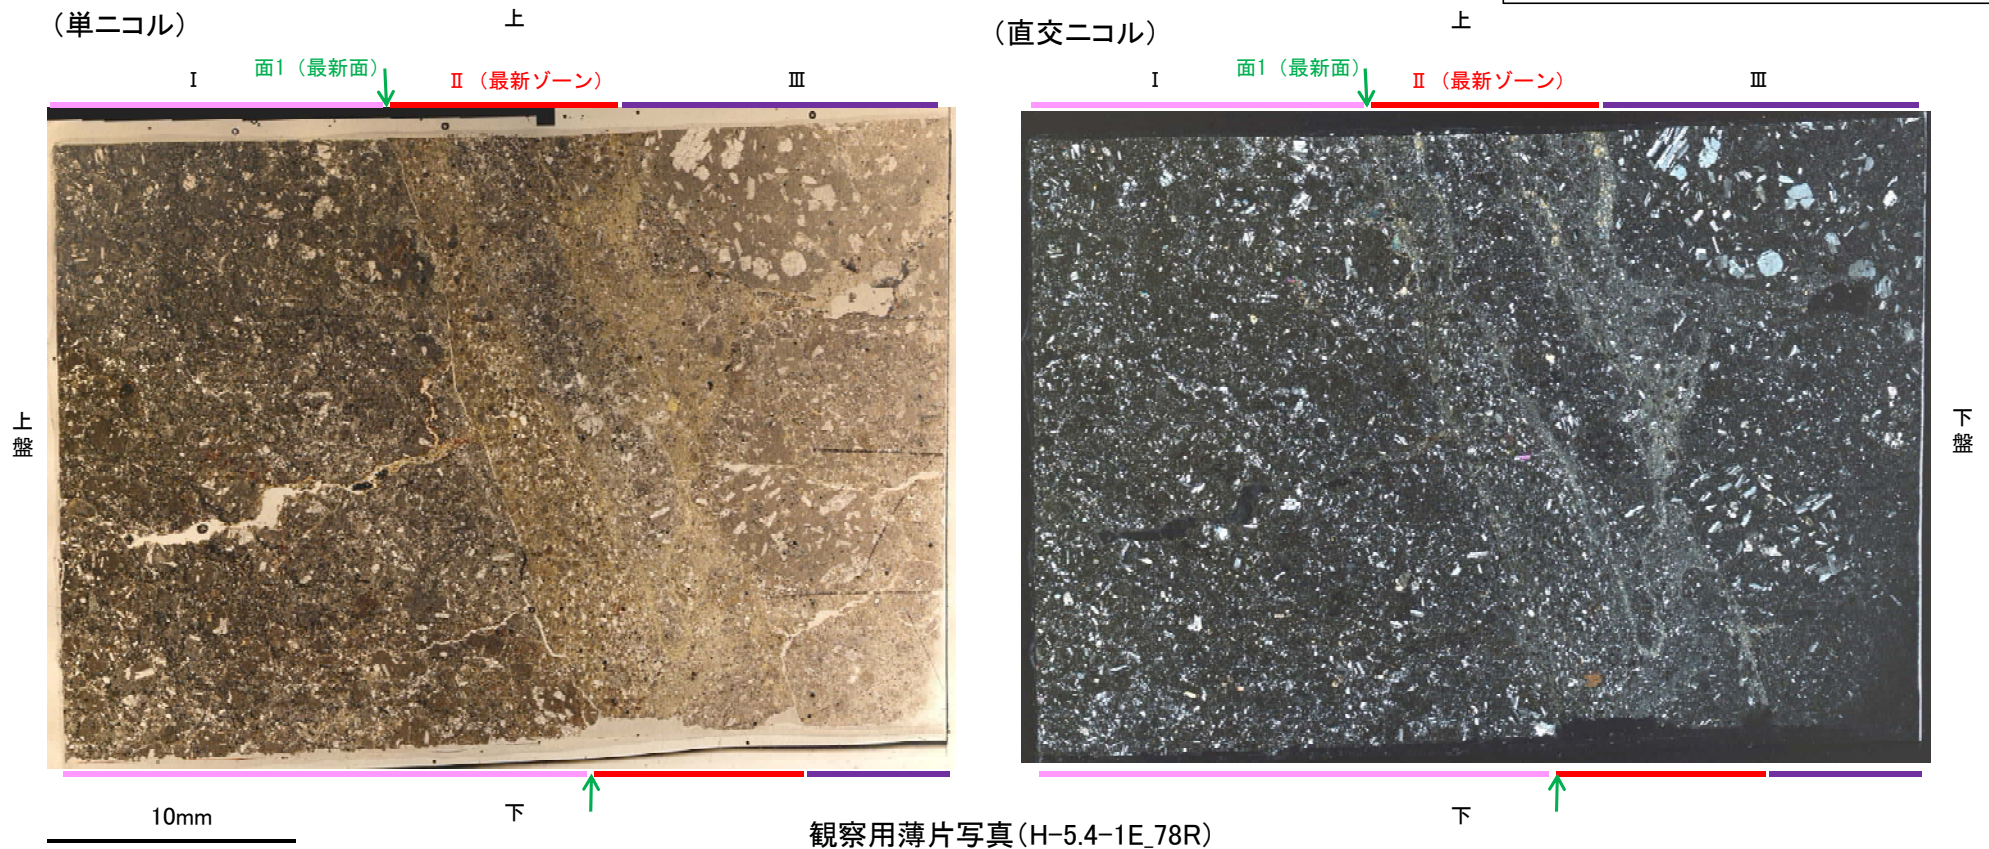 (単ニコル)
上
面1 (最新面)
Ⅰ
Ⅱ (最新ゾーン)
Ⅲ
上盤
下
10mm
(直交ニコル)
上
面1 (最新面)
Ⅰ
Ⅱ (最新ゾーン)
Ⅲ
下盤
下
観察用薄片写真(H-5.4-1E_78R)